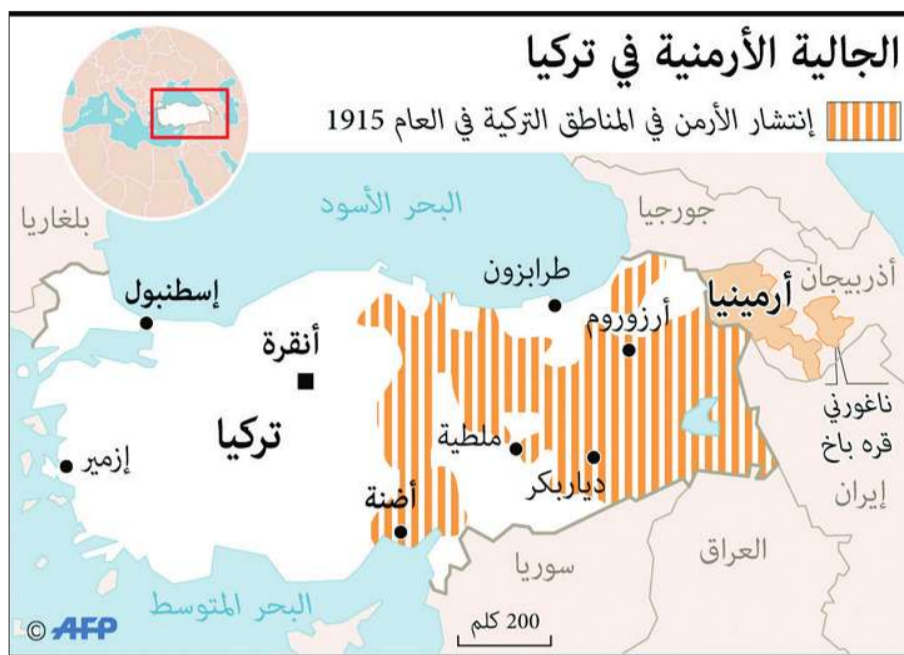 الجالية الأرمنية في تركيا
إنتشار الأرمن في المناطق التركية في العام 1915
البحر الأسود
بلغاريا
جورجيا
أذربيجان
أرمينيا
طرابزون
إسطنبول
أرزوروم
أنقرة
ناغورني
قره باخ
تركيا
ملطية
إزمير
دياربكر
أضنة
إيران
العراق
سوريا
البحر المتوسط
200 كلم
© AFP